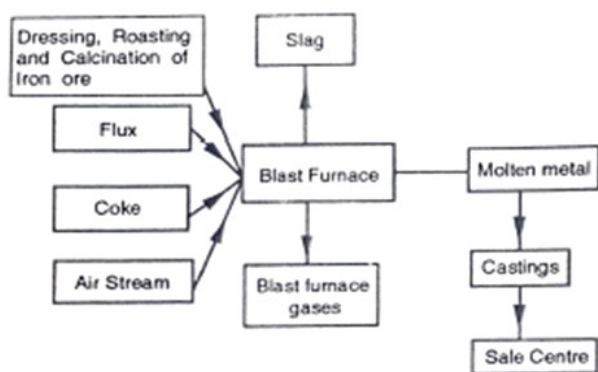 Dressing, Roasting
and Calcination of
Iron ore
Slag
Flux
Blast Furnace
Molten metal
Coke
Air Stream
Blast furnace
gases
Castings
Sale Centre